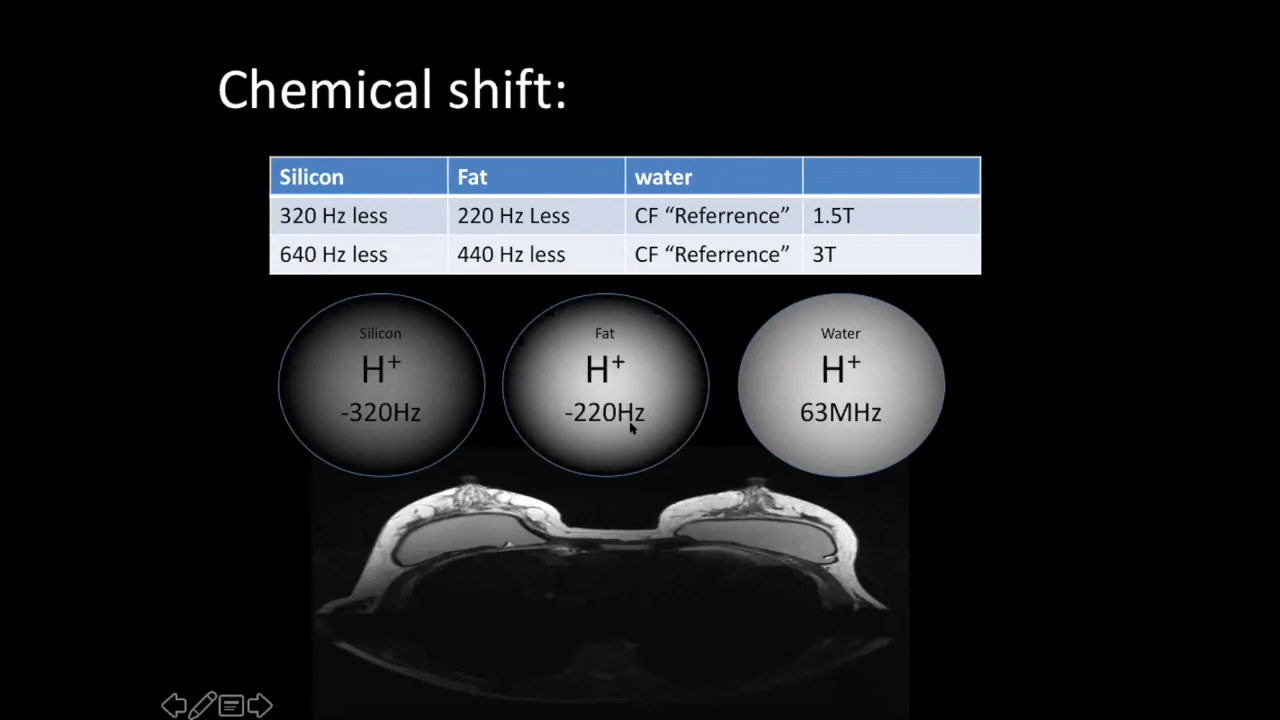 Chemical shift:
Silicon Fat water
320 Hz less 220 Hz Less CF “Referrence” 1.5T
640 Hz less 440 Hz less CF “Referrence” 3T
Silicon Fat Water
H+ H+ H+
-320Hz -220Hz 63MHz